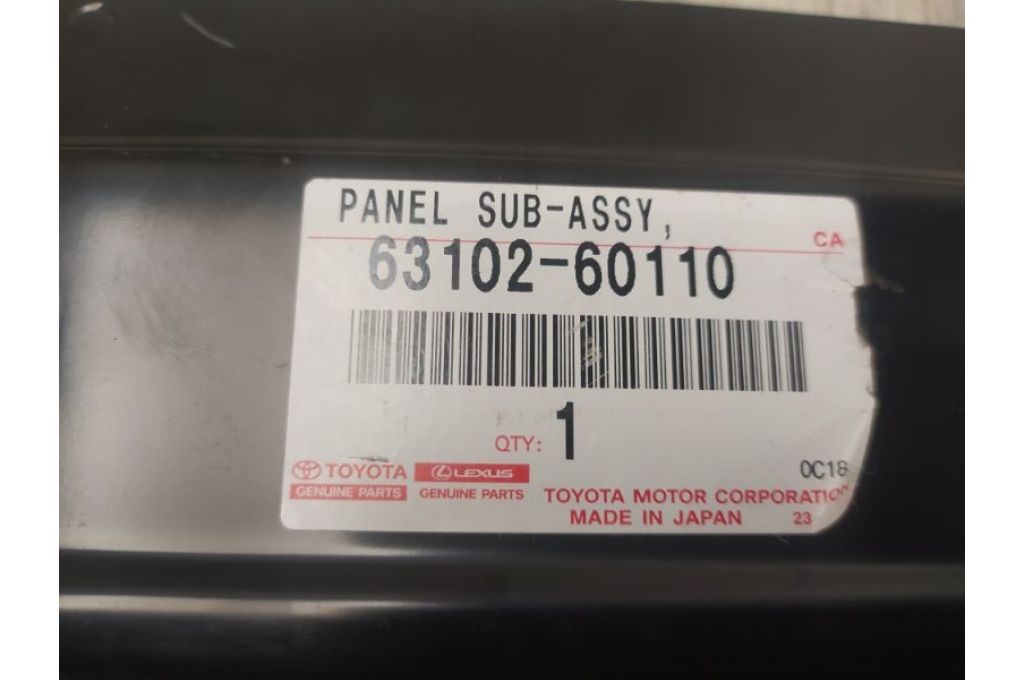 PANEL SUB-ASSY,
CA
63102-60110
QTY: 1
0C18
TOYOTA LEXUS
GENUINE PARTS GENUINE PARTS
TOYOTA MOTOR CORPORATION
MADE IN JAPAN 23